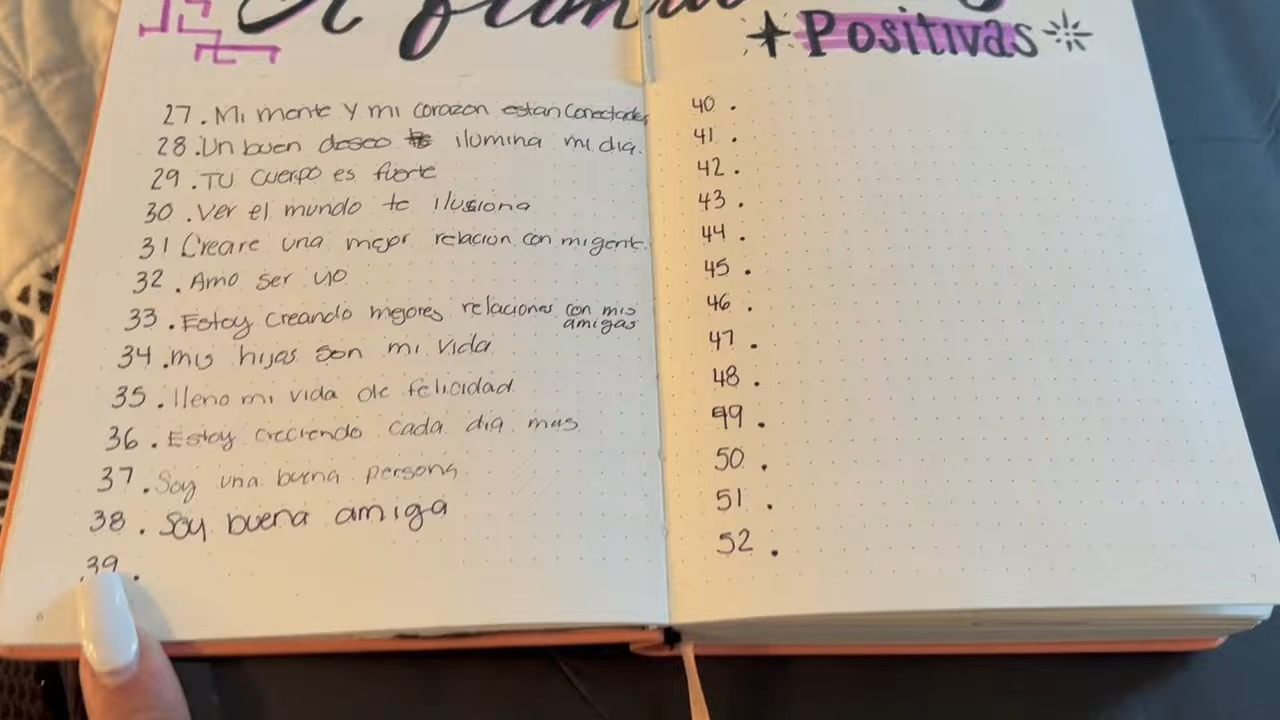 Positivas
27. Mi mente y mi corazon estan conectados
28. Un buen deseo ilumina mi dia.
29. TU cuerpo es fuerte
30. Ver el mundo te ilusiona
31 Creare una mejor relacion con mi gente.
32. Amo ser yo
33. Estoy creando mejores relaciones con mis
amigas
34. mis hijas son mi vida
35. lleno mi vida de felicidad
36. Estoy creciendo cada dia mas
37. Soy una buena persona
38. Soy buena amiga
39.
40.
41.
42.
43.
44.
45.
46.
47.
48.
49.
50.
51.
52.
6
7